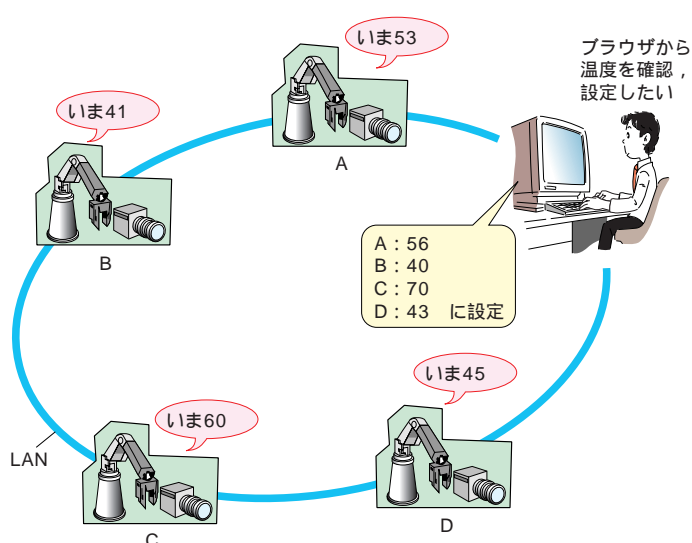 いま53
ブラウザから
温度を確認，
設定したい
いま41
A
B
A：56
B：40
C：70
D：43　に設定
いま45
いま60
LAN
D
C